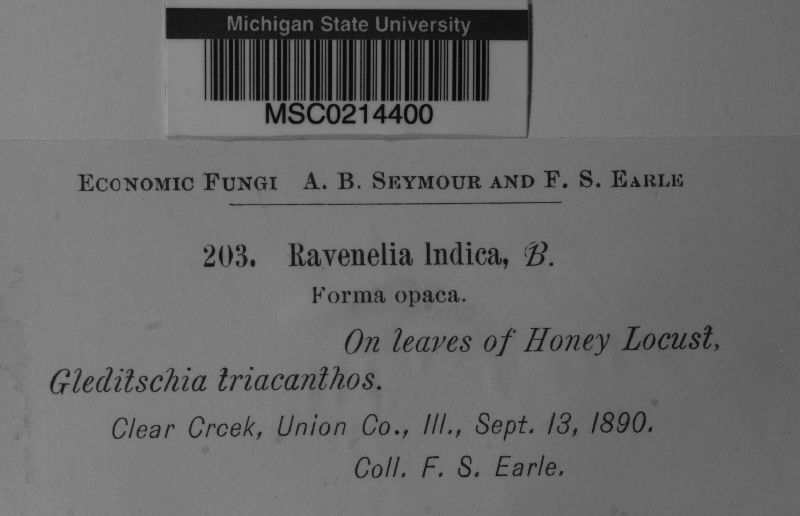 Michigan State University
MSC0214400
ECONOMIC FUNGI A. B. SEYMOUR AND F. S. EARLE
203. Ravenelia Indica, B.
Forma opaca.
On leaves of Honey Locust,
Gleditschia triacanthos.
Clear Crcek, Union Co., Ill., Sept. 13, 1890.
Coll. F. S. Earle.